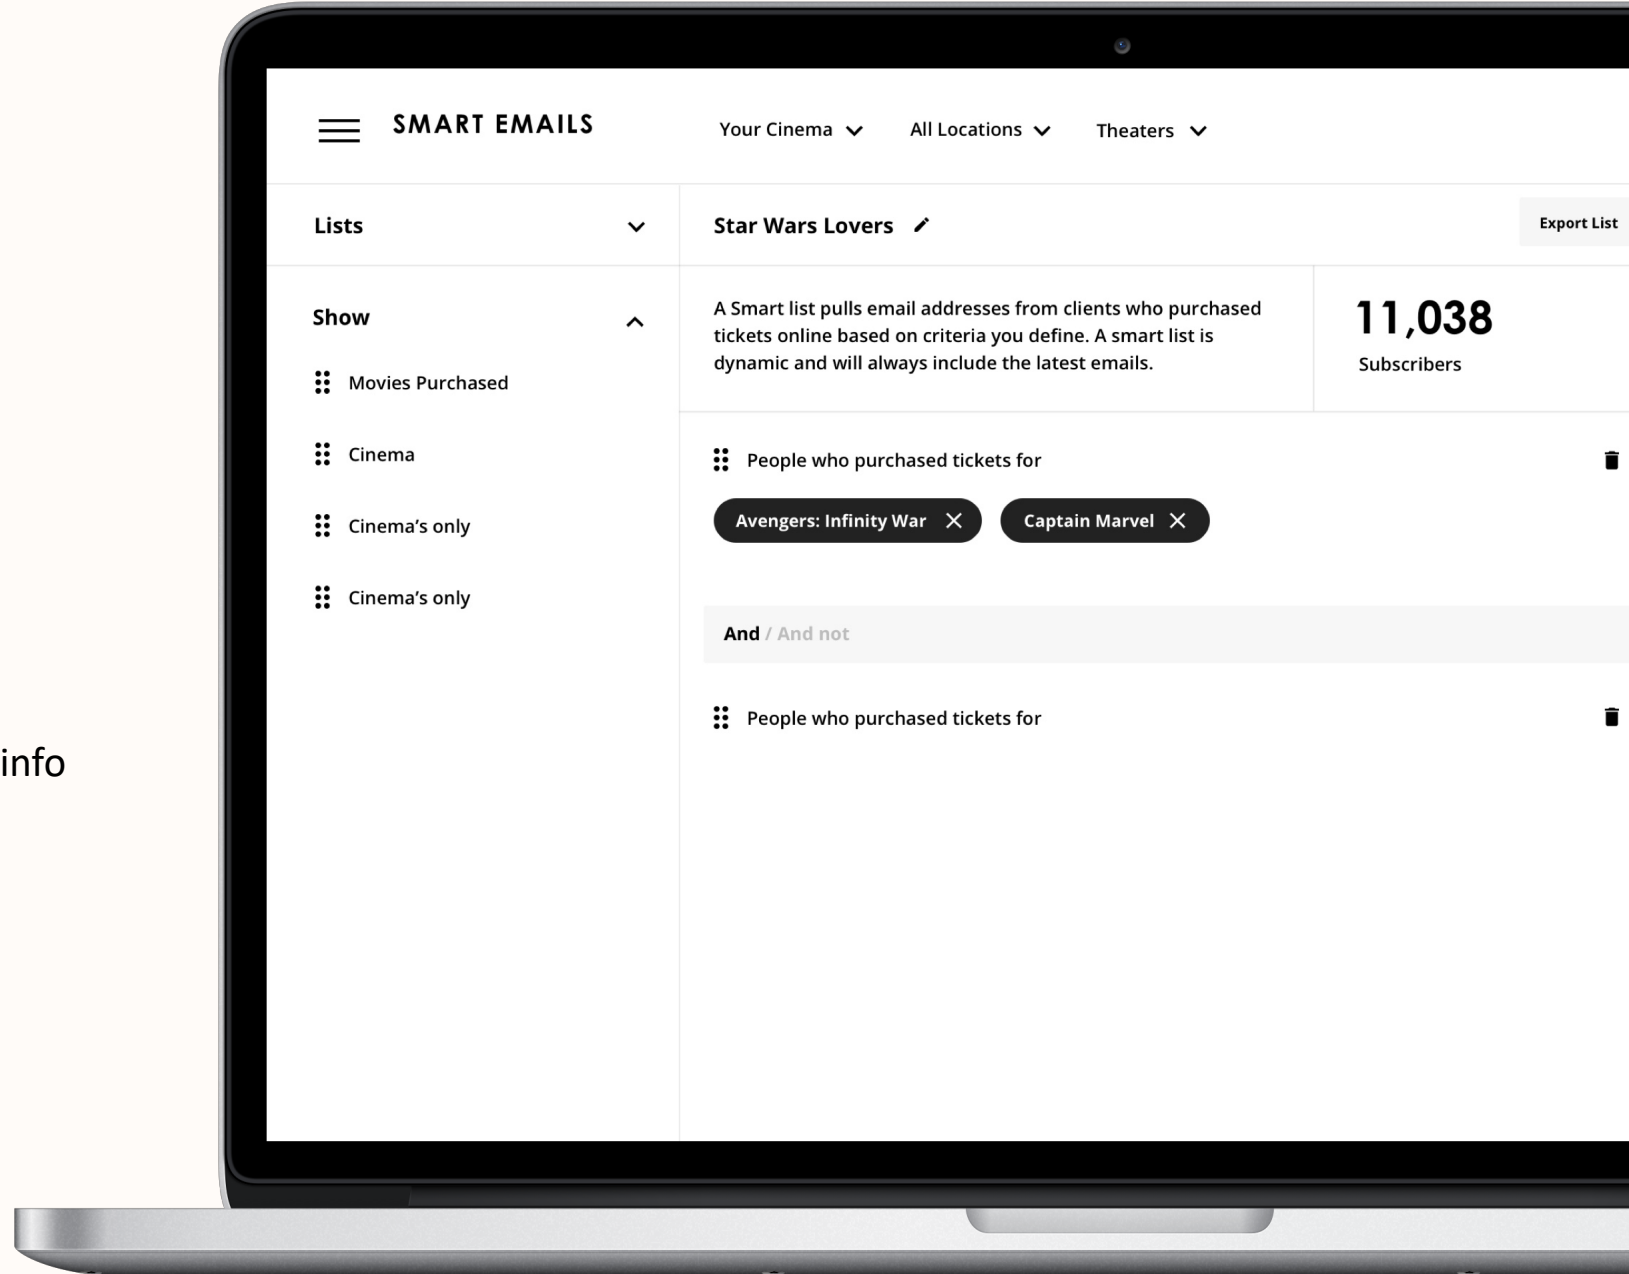 SMART EMAILS
Your Cinema
All Locations
Theaters
Lists
Star Wars Lovers
Export List
Show
Movies Purchased
Cinema
Cinema's only
Cinema's only
A Smart list pulls email addresses from clients who purchased
tickets online based on criteria you define. A smart list is
dynamic and will always include the latest emails.
11,038
Subscribers
People who purchased tickets for
Avengers: Infinity War
Captain Marvel
And / And not
People who purchased tickets for
info